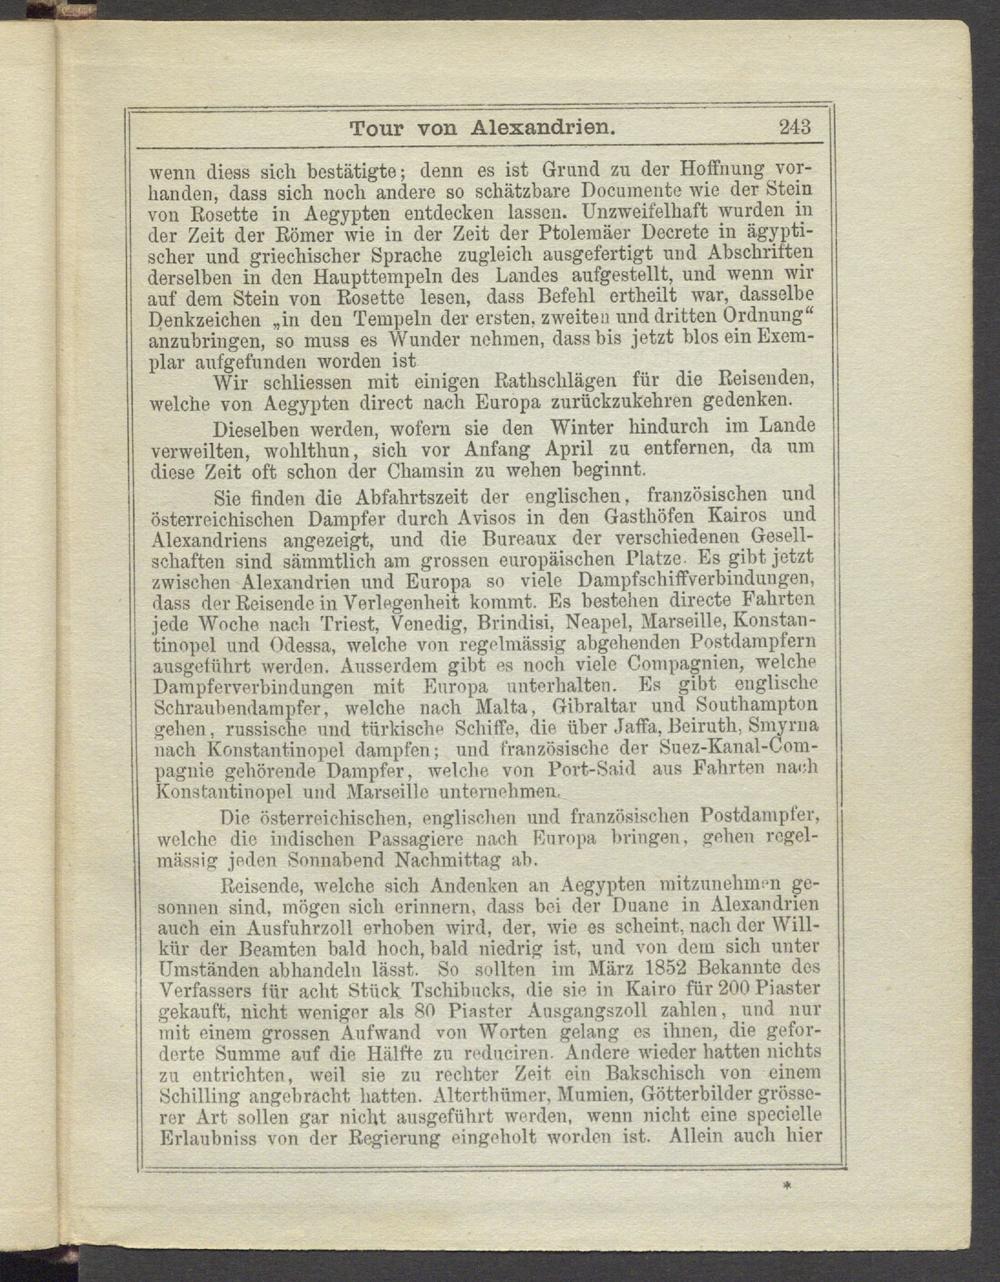 Tour von Alexandrien. 243
wenn diess sich bestätigte; denn es ist Grund zu der Hoffnung vor-
handen, dass sich noch andere so schätzbare Documente wie der Stein
von Rosette in Aegypten entdecken lassen. Unzweifelhaft wurden in
der Zeit der Römer wie in der Zeit der Ptolemäer Decrete in ägypti-
scher und griechischer Sprache zugleich ausgefertigt und Abschriften
derselben in den Haupttempeln des Landes aufgestellt, und wenn wir
auf dem Stein von Rosette lesen, dass Befehl ertheilt war, dasselbe
Denkzeichen „in den Tempeln der ersten, zweiten und dritten Ordnung“
anzubringen, so muss es Wunder nehmen, dass bis jetzt blos ein Exem-
plar aufgefunden worden ist
Wir schliessen mit einigen Rathschlägen für die Reisenden,
welche von Aegypten direct nach Europa zurückzukehren gedenken.
Dieselben werden, wofern sie den Winter hindurch im Lande
verweilten, wohlthun, sich vor Anfang April zu entfernen, da um
diese Zeit oft schon der Chamsin zu wehen beginnt.
Sie finden die Abfahrtszeit der englischen, französischen und
österreichischen Dampfer durch Avisos in den Gasthöfen Kairos und
Alexandriens angezeigt, und die Bureaux der verschiedenen Gesell-
schaften sind sämmtlich am grossen europäischen Platze. Es gibt jetzt
zwischen Alexandrien und Europa so viele Dampfschiffverbindungen,
dass der Reisende in Verlegenheit kommt. Es bestehen directe Fahrten
jede Woche nach Triest, Venedig, Brindisi, Neapel, Marseille, Konstan-
tinopel und Odessa, welche von regelmässig abgehenden Postdampfern
ausgeführt werden. Ausserdem gibt es noch viele Compagnien, welche
Dampferverbindungen mit Europa unterhalten. Es gibt englische
Schraubendampfer, welche nach Malta, Gibraltar und Southampton
gehen, russische und türkische Schiffe, die über Jaffa, Beiruth, Smyrna
nach Konstantinopel dampfen; und französische der Suez-Kanal-Com-
pagnie gehörende Dampfer, welche von Port-Said aus Fahrten nach
Konstantinopel und Marseille unternehmen.
Die österreichischen, englischen und französischen Postdampfer,
welche die indischen Passagiere nach Europa bringen, gehen regel-
mässig jeden Sonnabend Nachmittag ab.
Reisende, welche sich Andenken an Aegypten mitzunehmen ge-
sonnen sind, mögen sich erinnern, dass bei der Duane in Alexandrien
auch ein Ausfuhrzoll erhoben wird, der, wie es scheint, nach der Will-
kür der Beamten bald hoch, bald niedrig ist, und von dem sich unter
Umständen abhandeln lässt. So sollten im März 1852 Bekannte des
Verfassers für acht Stück Tschibucks, die sie in Kairo für 200 Piaster
gekauft, nicht weniger als 80 Piaster Ausgangszoll zahlen, und nur
mit einem grossen Aufwand von Worten gelang es ihnen, die gefor-
derte Summe auf die Hälfte zu reduciren. Andere wieder hatten nichts
zu entrichten, weil sie zu rechter Zeit ein Bakschisch von einem
Schilling angebracht hatten. Alterthümer, Mumien, Götterbilder grösse-
rer Art sollen gar nicht ausgeführt werden, wenn nicht eine specielle
Erlaubniss von der Regierung eingeholt worden ist. Allein auch hier
*